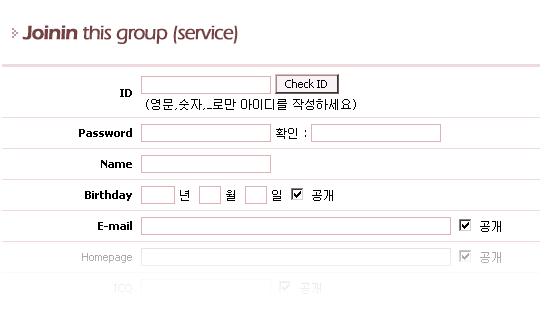 Joinin this group (service)
ID Check ID
(영문,숫자,_로만 아이디를 작성하세요)
Password 확인 :
Name
Birthday 년 월 일 공개
E-mail 공개
Homepage 공개
ICQ 공개